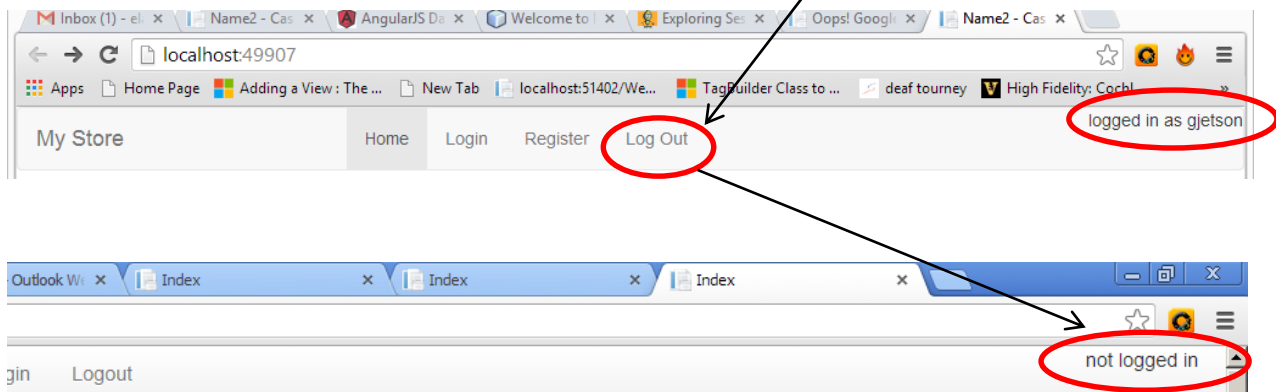 Inbox (1) - el Name2 - Cas AngularJS Da Welcome to Exploring Ses Oops! Google Name2 - Cas
localhost:49907
Apps Home Page Adding a View : The ... New Tab localhost:51402/We... TagBuilder Class to ... deaf tourney High Fidelity: Cochl »
My Store Home Login Register Log Out logged in as gjetson
Outlook We Index Index Index
not logged in
gin Logout